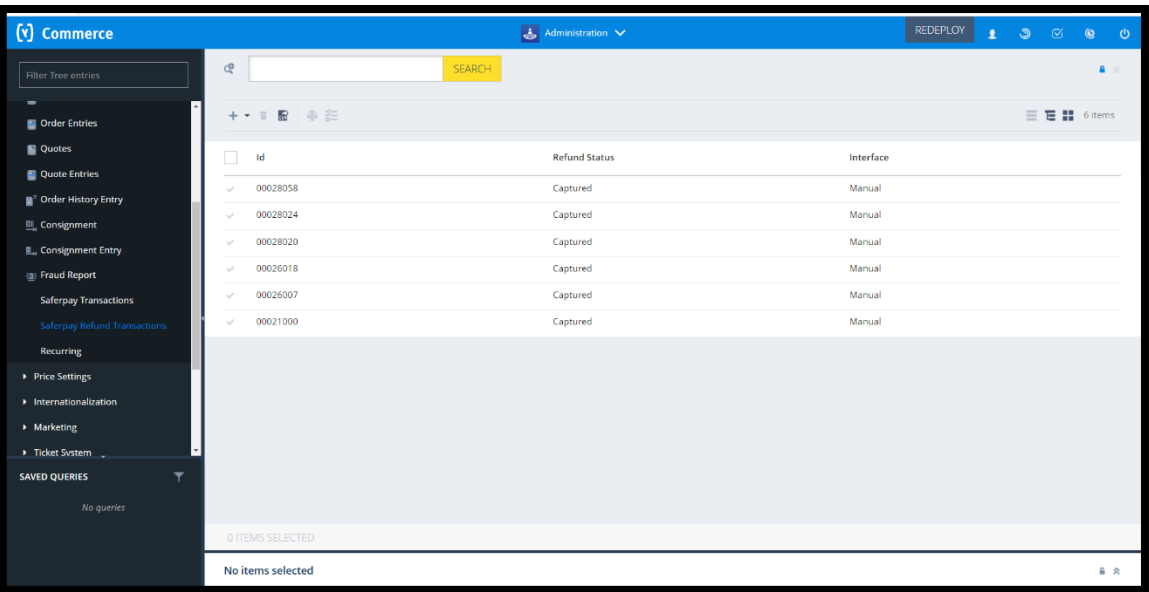 (y) Commerce
Administration
REDEPLOY
Filter Tree entries
SEARCH
Order Entries
Quotes
Quote Entries
Order History Entry
Consignment
Consignment Entry
Fraud Report
Saferpay Transactions
Saferpay Refund Transactions
Recurring
Price Settings
Internationalization
Marketing
Ticket System
SAVED QUERIES
No queries
6 items
Id Refund Status Interface
00028058 Captured Manual
00028024 Captured Manual
00028020 Captured Manual
00026018 Captured Manual
00026007 Captured Manual
00021000 Captured Manual
0 ITEMS SELECTED
No items selected